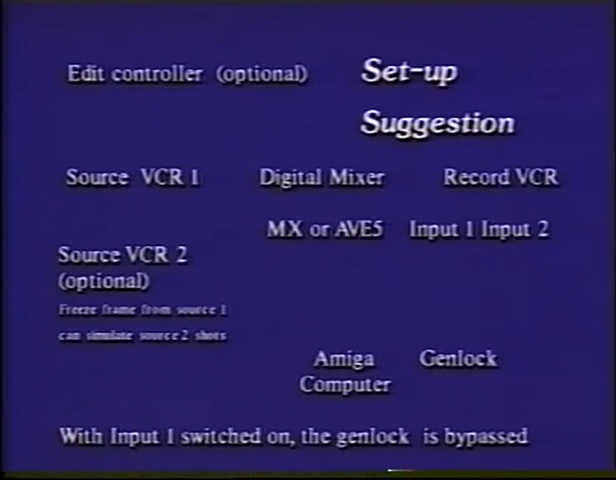 Edit controller (optional)
Set-up
Suggestion
Source VCR 1
Digital Mixer
Record VCR
MX or AVE5
Input 1 Input 2
Source VCR 2
(optional)
Freeze frame from source 1
can simulate source 2 shots
Amiga
Computer
Genlock
With Input 1 switched on, the genlock is bypassed